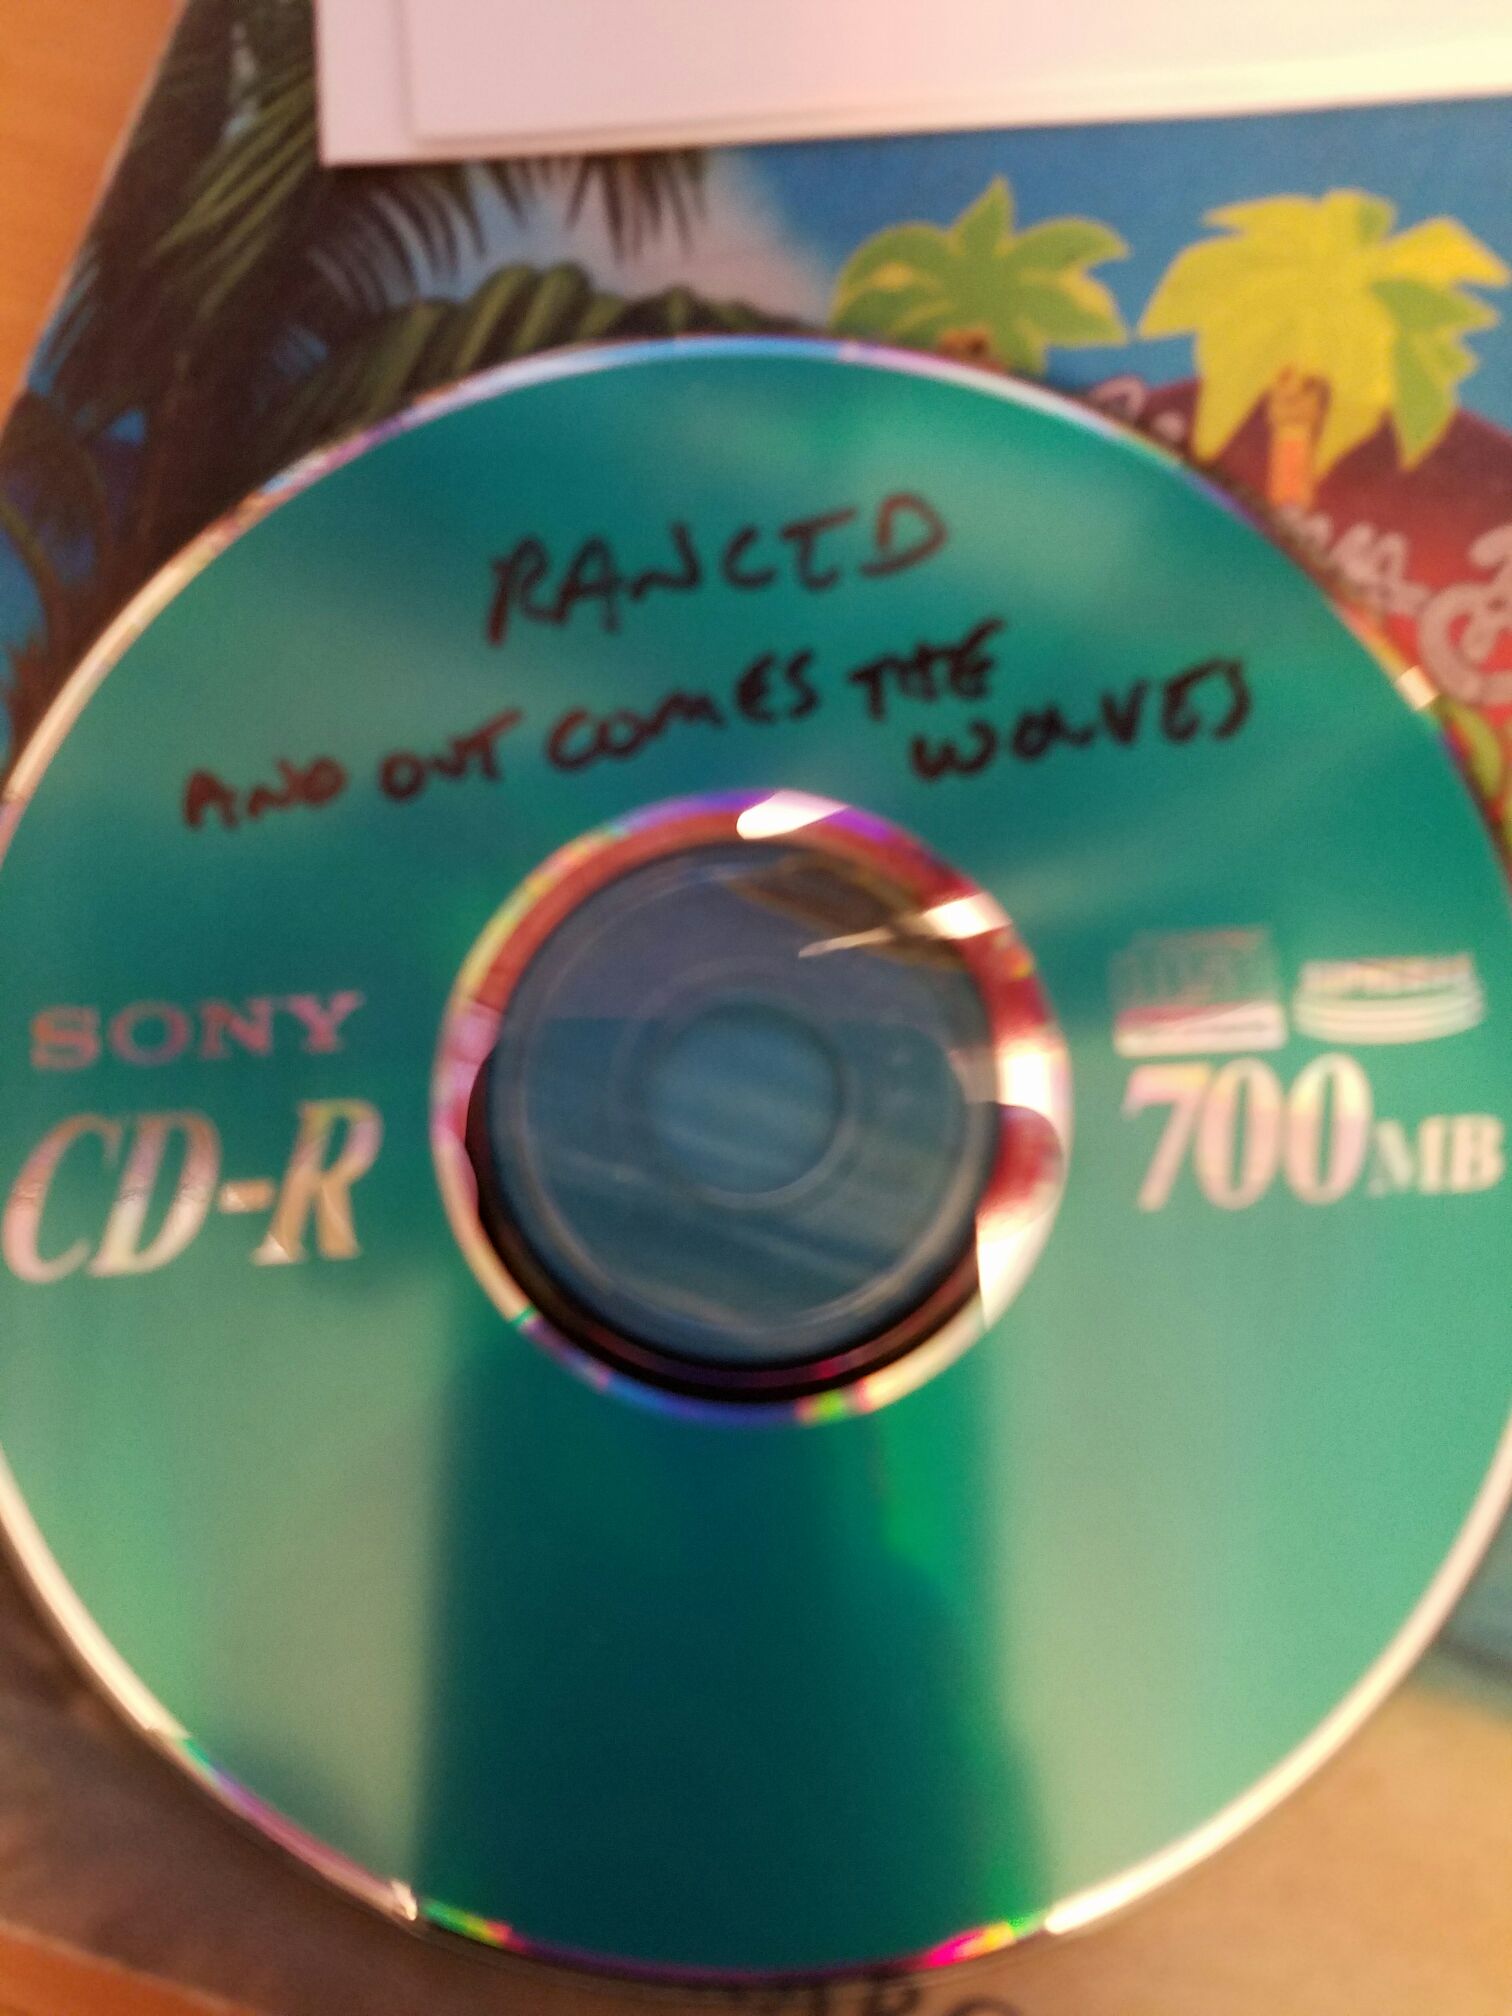 RANCID
AND OUT COMES THE
WOLVES
SONY
CD-R
700MB